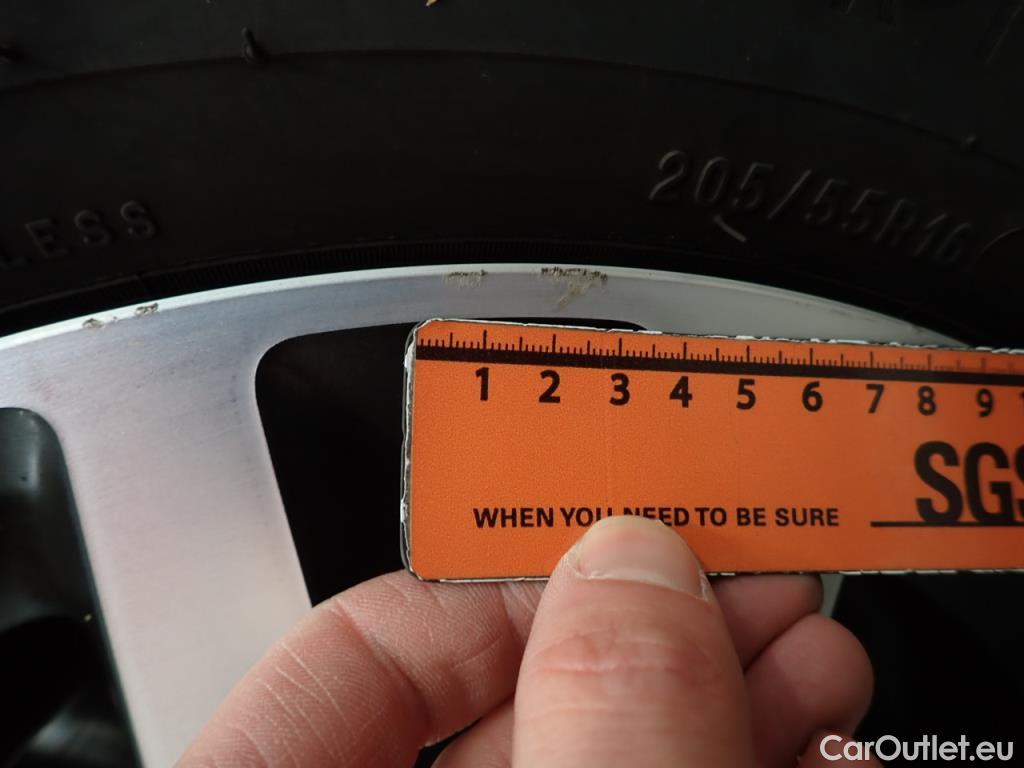 205/55R16
LESS
1 2 3 4 5 6 7 8 9
SGS
WHEN YOU NEED TO BE SURE
CarOutlet.eu